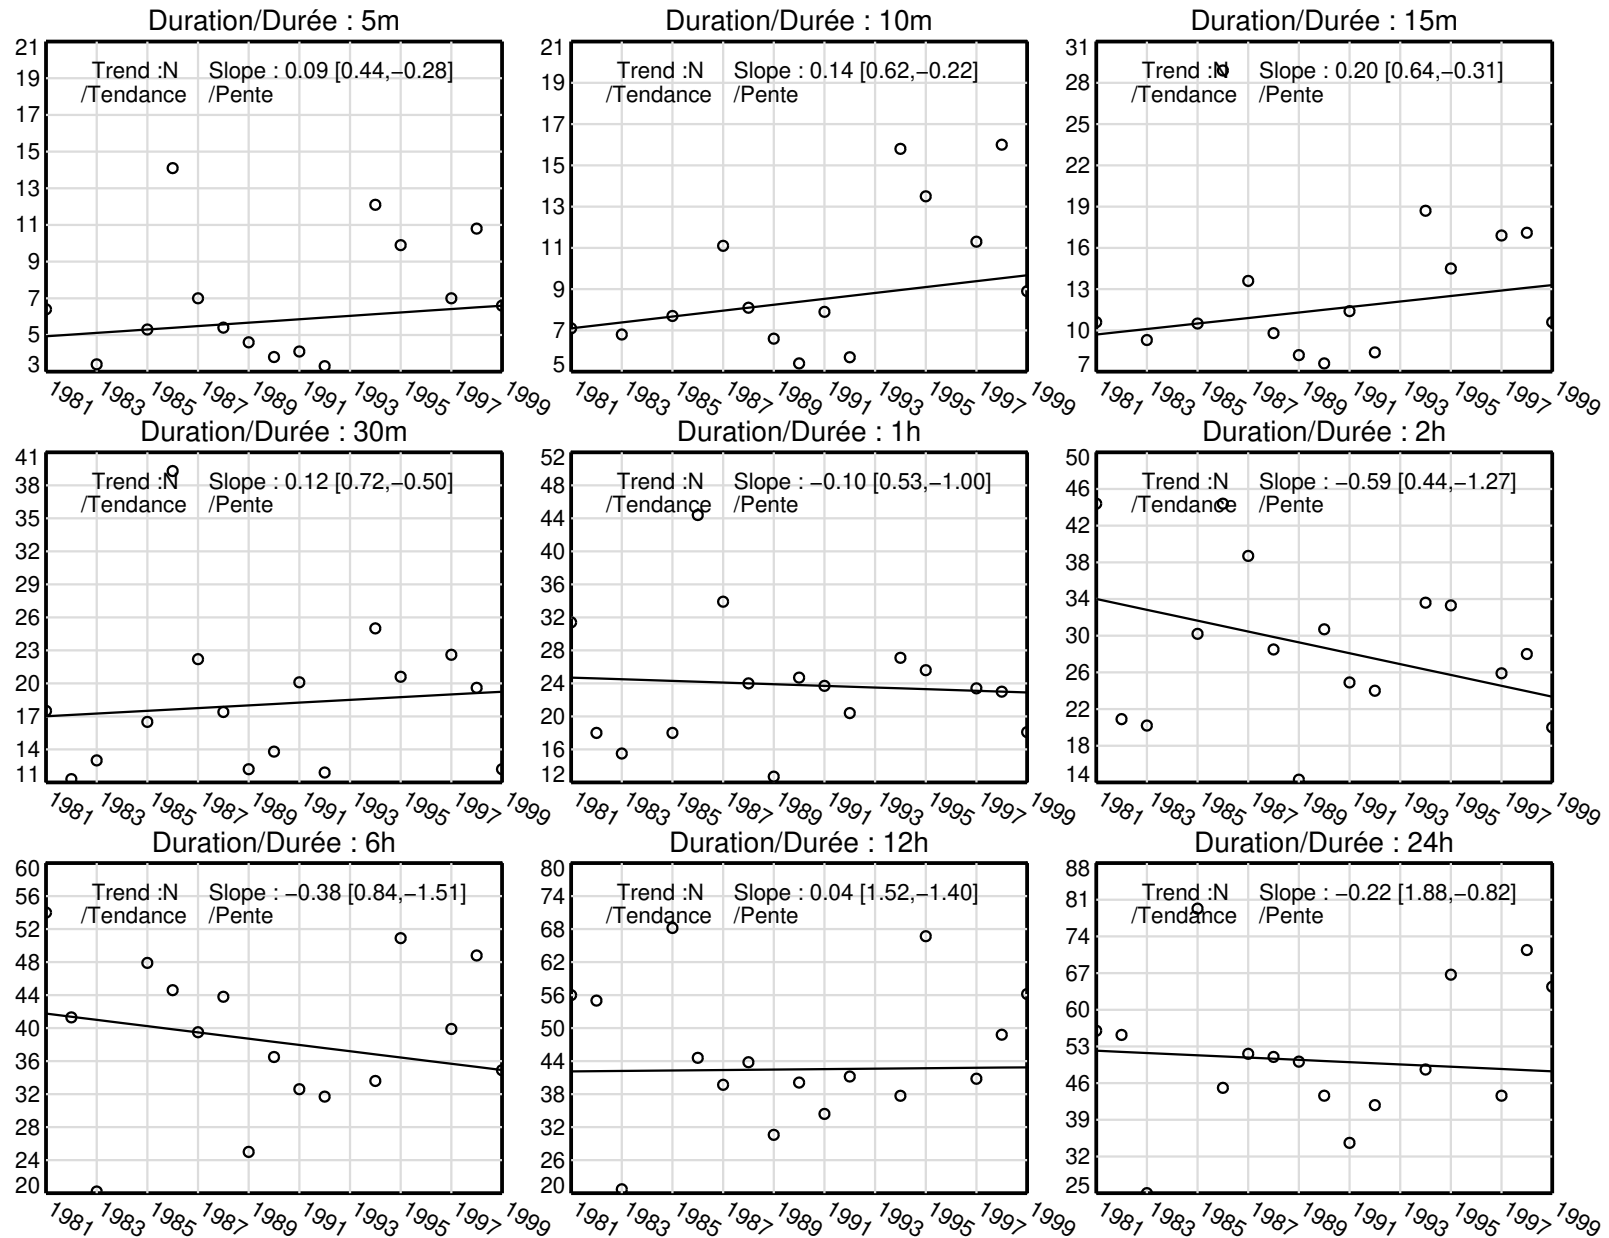 Duration/Durée : 5m
Trend :N Slope : 0.09 [0.44,−0.28]
/Tendance /Pente
21
19
17
15
13
11
9
7
5
3
1981 1983 1985 1987 1989 1991 1993 1995 1997 1999
Duration/Durée : 10m
Trend :N Slope : 0.14 [0.62,−0.22]
/Tendance /Pente
21
19
17
15
13
11
9
7
5
1981 1983 1985 1987 1989 1991 1993 1995 1997 1999
Duration/Durée : 15m
Trend :N Slope : 0.20 [0.64,−0.31]
/Tendance /Pente
31
28
25
22
19
16
13
10
7
1981 1983 1985 1987 1989 1991 1993 1995 1997 1999
Duration/Durée : 30m
Trend :N Slope : 0.12 [0.72,−0.50]
/Tendance /Pente
41
38
35
32
29
26
23
20
17
14
11
1981 1983 1985 1987 1989 1991 1993 1995 1997 1999
Duration/Durée : 1h
Trend :N Slope : −0.10 [0.53,−1.00]
/Tendance /Pente
52
48
44
40
36
32
28
24
20
16
12
1981 1983 1985 1987 1989 1991 1993 1995 1997 1999
Duration/Durée : 2h
Trend :N Slope : −0.59 [0.44,−1.27]
/Tendance /Pente
50
46
42
38
34
30
26
22
18
14
1981 1983 1985 1987 1989 1991 1993 1995 1997 1999
Duration/Durée : 6h
Trend :N Slope : −0.38 [0.84,−1.51]
/Tendance /Pente
60
56
52
48
44
40
36
32
28
24
20
1981 1983 1985 1987 1989 1991 1993 1995 1997 1999
Duration/Durée : 12h
Trend :N Slope : 0.04 [1.52,−1.40]
/Tendance /Pente
80
74
68
62
56
50
44
38
32
26
20
1981 1983 1985 1987 1989 1991 1993 1995 1997 1999
Duration/Durée : 24h
Trend :N Slope : −0.22 [1.88,−0.82]
/Tendance /Pente
88
81
74
67
60
53
46
39
32
25
1981 1983 1985 1987 1989 1991 1993 1995 1997 1999